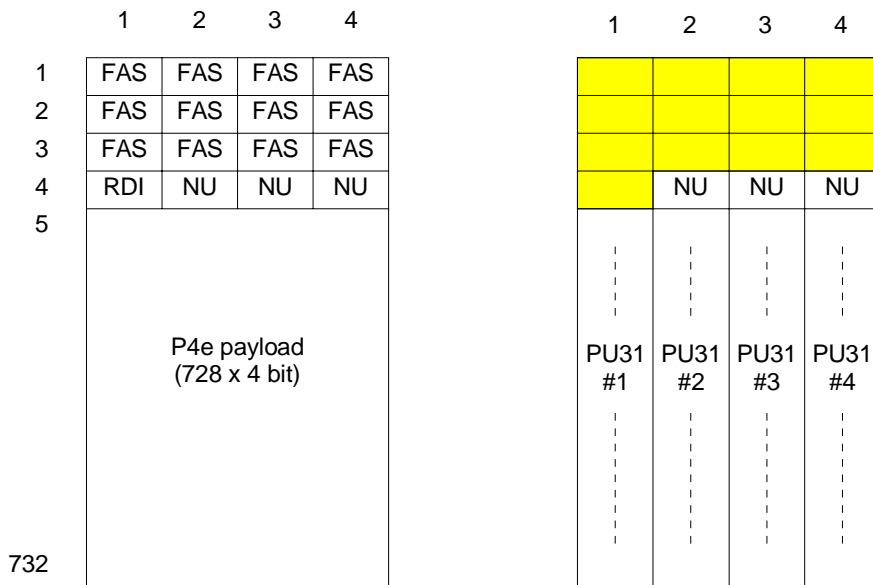 1 2 3 4
1 FAS FAS FAS FAS
2 FAS FAS FAS FAS
3 FAS FAS FAS FAS
4 RDI NU NU NU
5
P4e payload
(728 x 4 bit)
732
1 2 3 4
NU NU NU
PU31 PU31 PU31 PU31
#1 #2 #3 #4